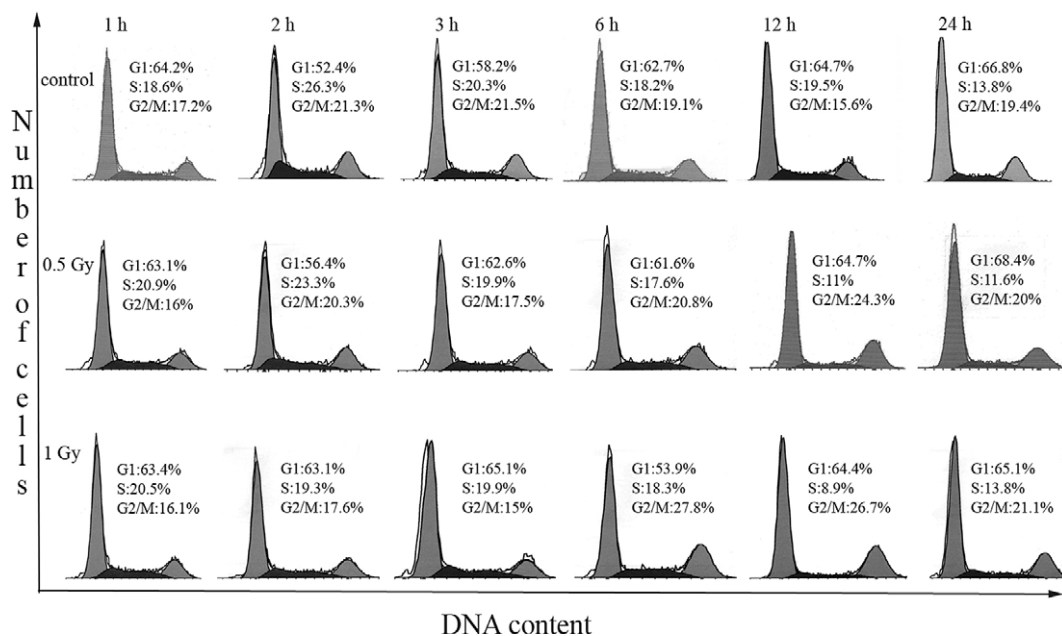 1 h
2 h
3 h
6 h
12 h
24 h
control
G1:64.2%
S:18.6%
G2/M:17.2%
G1:52.4%
S:26.3%
G2/M:21.3%
G1:58.2%
S:20.3%
G2/M:21.5%
G1:62.7%
S:18.2%
G2/M:19.1%
G1:64.7%
S:19.5%
G2/M:15.6%
G1:66.8%
S:13.8%
G2/M:19.4%
0.5 Gy
G1:63.1%
S:20.9%
G2/M:16%
G1:56.4%
S:23.3%
G2/M:20.3%
G1:62.6%
S:19.9%
G2/M:17.5%
G1:61.6%
S:17.6%
G2/M:20.8%
G1:64.7%
S:11%
G2/M:24.3%
G1:68.4%
S:11.6%
G2/M:20%
1 Gy
G1:63.4%
S:20.5%
G2/M:16.1%
G1:63.1%
S:19.3%
G2/M:17.6%
G1:65.1%
S:19.9%
G2/M:15%
G1:53.9%
S:18.3%
G2/M:27.8%
G1:64.4%
S:8.9%
G2/M:26.7%
G1:65.1%
S:13.8%
G2/M:21.1%
Number of cells
DNA content